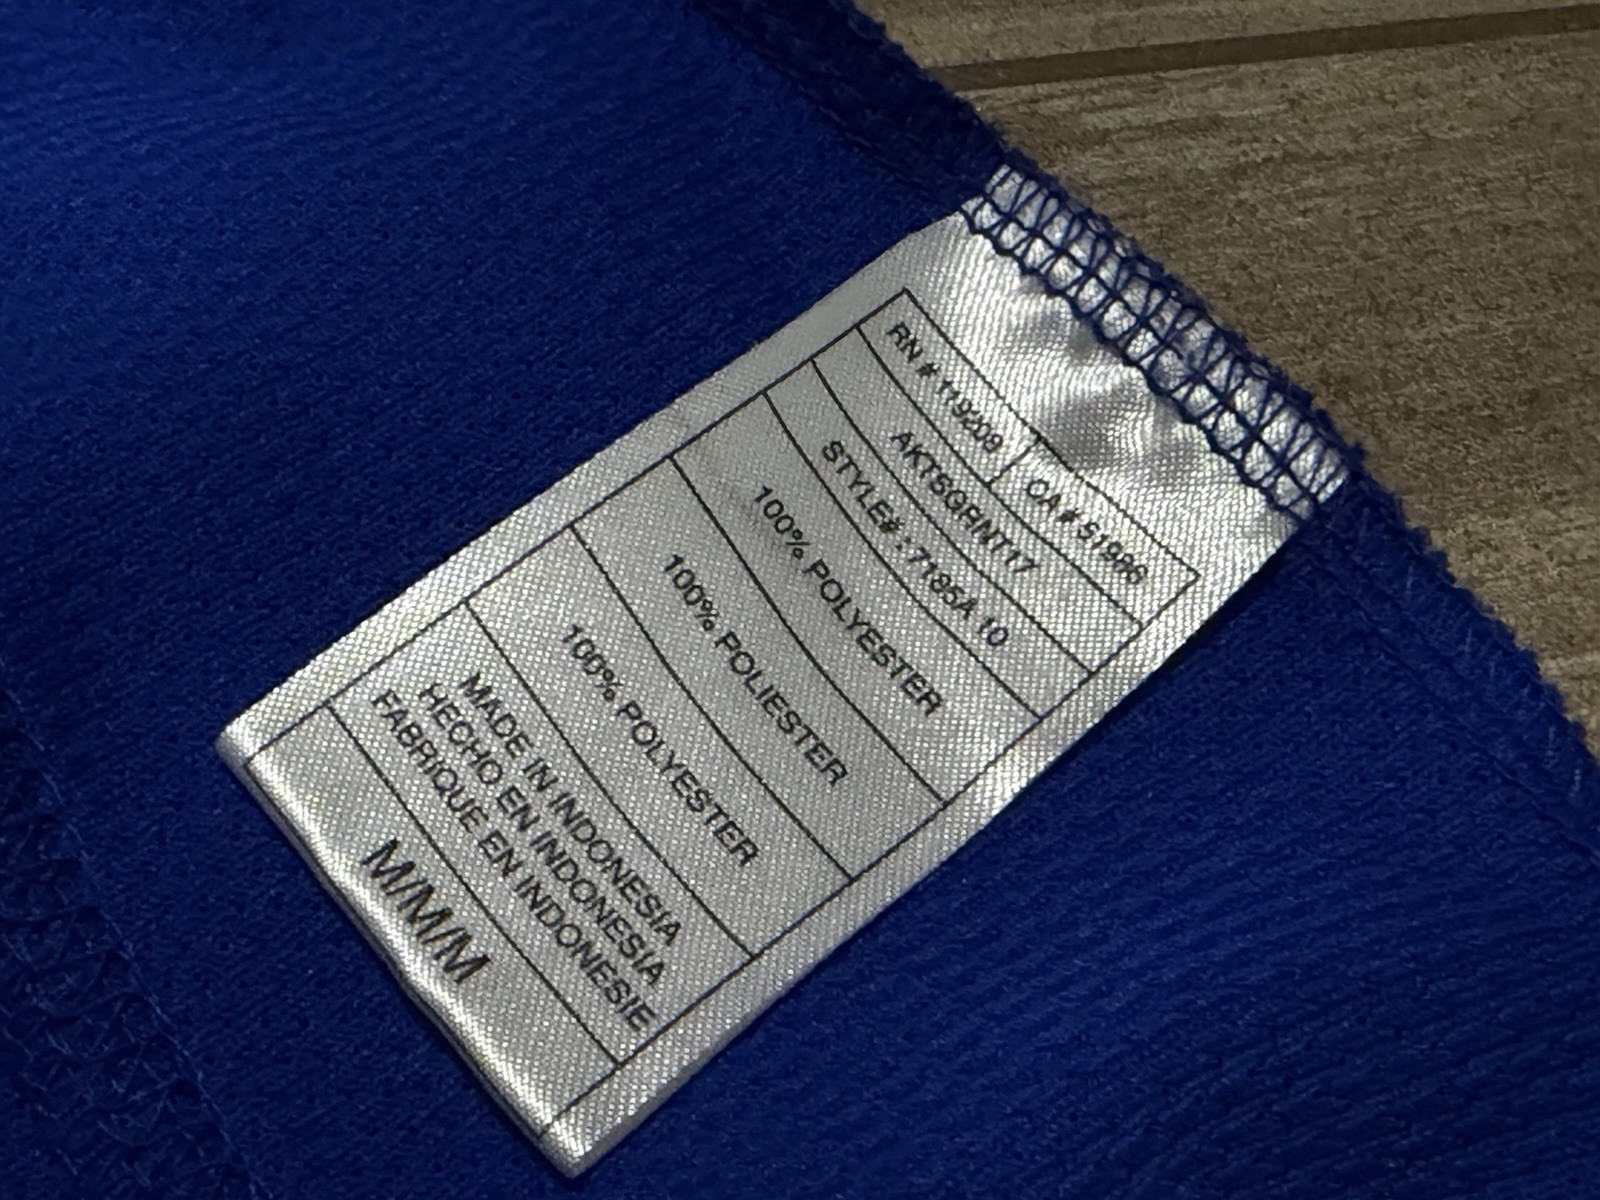 RN # 119209 CA # 51986
AKTSGRNT17
STYLE# : 7185A 10
100% POLYESTER
100% POLIESTER
100% POLYESTER
MADE IN INDONESIA
HECHO EN INDONESIA
FABRIQUE EN INDONESIE
M/M/M